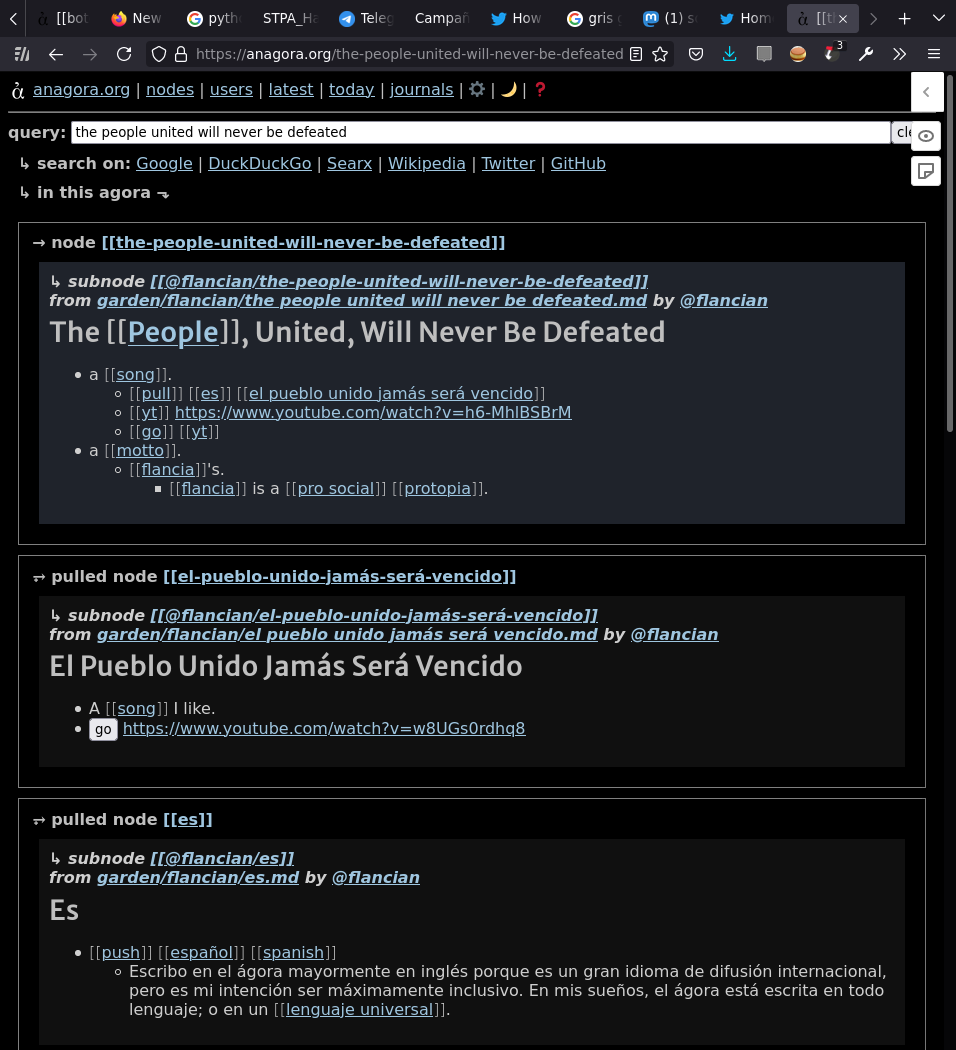 [[bot
New
pytho
STPA_Ha
Teleg
Campañ
How
gris g
(1) s
Hom
[[th
https://anagora.org/the-people-united-will-never-be-defeated
3
anagora.org | nodes | users | latest | today | journals | ⚙ | 🌙 | ❓
query: the people united will never be defeated cle
↳ search on: Google | DuckDuckGo | Searx | Wikipedia | Twitter | GitHub
↳ in this agora ⤵
→ node [[the-people-united-will-never-be-defeated]]
↳ subnode [[@flancian/the-people-united-will-never-be-defeated]]
from garden/flancian/the people united will never be defeated.md by @flancian
The [[People]], United, Will Never Be Defeated
• a [[song]].
◦ [[pull]] [[es]] [[el pueblo unido jamás será vencido]]
◦ [[yt]] https://www.youtube.com/watch?v=h6-MhlBSBrM
◦ [[go]] [[yt]]
• a [[motto]].
◦ [[flancia]]'s.
▪ [[flancia]] is a [[pro social]] [[protopia]].
⥅ pulled node [[el-pueblo-unido-jamás-será-vencido]]
↳ subnode [[@flancian/el-pueblo-unido-jamás-será-vencido]]
from garden/flancian/el pueblo unido jamás será vencido.md by @flancian
El Pueblo Unido Jamás Será Vencido
• A [[song]] I like.
• go https://www.youtube.com/watch?v=w8UGs0rdhq8
⥅ pulled node [[es]]
↳ subnode [[@flancian/es]]
from garden/flancian/es.md by @flancian
Es
• [[push]] [[español]] [[spanish]]
◦ Escribo en el ágora mayormente en inglés porque es un gran idioma de difusión internacional,
pero es mi intención ser máximamente inclusivo. En mis sueños, el ágora está escrita en todo
lenguaje; o en un [[lenguaje universal]].